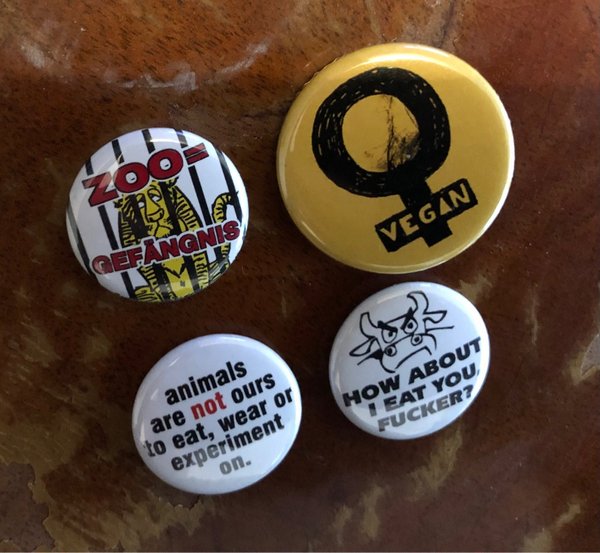 ZOO=
GEFÄNGNIS
VEGAN
animals
are not ours
to eat, wear or
experiment
on.
HOW ABOUT
I EAT YOU,
FUCKER?